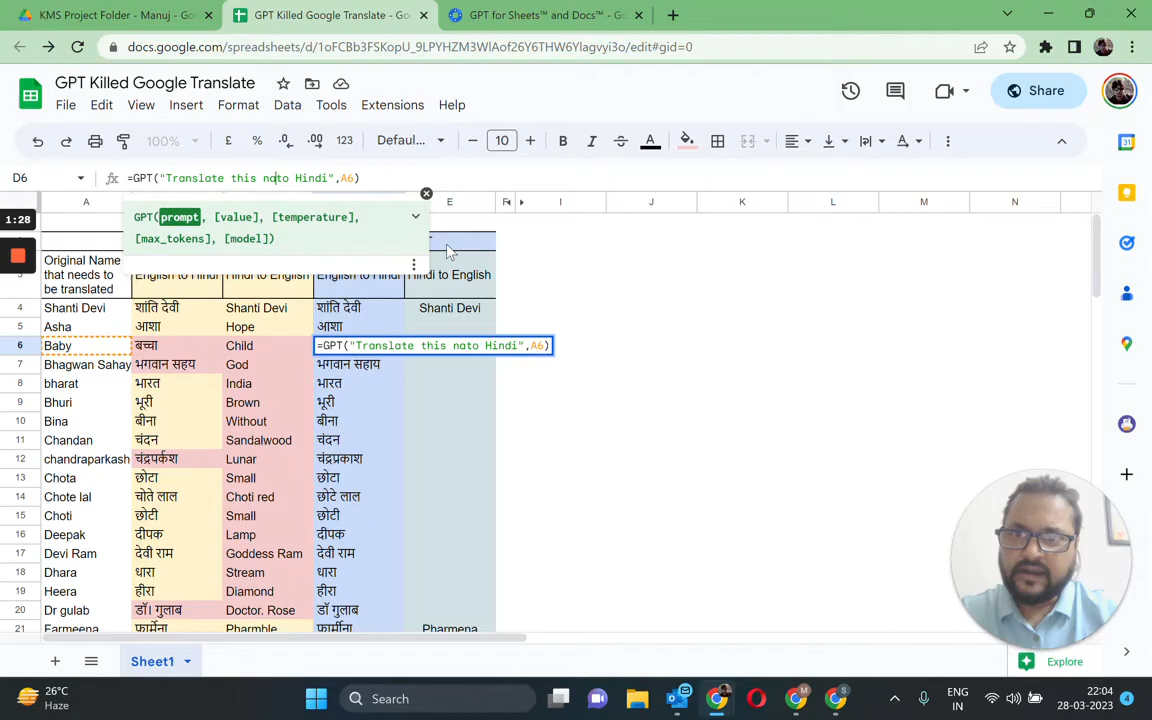 KMS Project Folder - Manuj - Go
GPT Killed Google Translate - Go
GPT for Sheets™ and Docs™ - G
docs.google.com/spreadsheets/d/1oFCBb3FSKopU_9LPYHZM3WlAof26Y6THW6Ylagvyi3o/edit#gid=0
GPT Killed Google Translate
File Edit View Insert Format Data Tools Extensions Help
Share
100% £ % .0 .00 123 Defaul... 10
D6 fx =GPT("Translate this nato Hindi",A6)
A E I J L M N K
1:28
GPT(prompt, [value], [temperature],
[max_tokens], [model])
Original Name
that needs to
be translated
English to Hindi Hindi to English English to Hindi Hindi to English
4 Shanti Devi शांति देवी Shanti Devi शांति देवी Shanti Devi
5 Asha आशा Hope आशा
6 Baby बच्चा Child =GPT("Translate this nato Hindi",A6)
7 Bhagwan Sahay भगवान सहय God भगवान सहाय
8 bharat भारत India भारत
9 Bhuri भूरी Brown भूरी
10 Bina बीना Without बीना
11 Chandan चंदन Sandalwood चंदन
12 chandraparkash चंद्रपर्कश Lunar चंद्रप्रकाश
13 Chota छोटा Small छोटा
14 Chote lal चोते लाल Choti red छोटे लाल
15 Choti छोटी Small छोटी
16 Deepak दीपक Lamp दीपक
17 Devi Ram देवी राम Goddess Ram देवी राम
18 Dhara धारा Stream धारा
19 Heera हीरा Diamond हीरा
20 Dr gulab डॉ। गुलाब Doctor. Rose डॉ गुलाब
21 Farmeena फार्मेना Pharmble फार्मीना Pharmena
Sheet1
Explore
26°C
Haze
Search
ENG
IN
22:04
28-03-2023
4